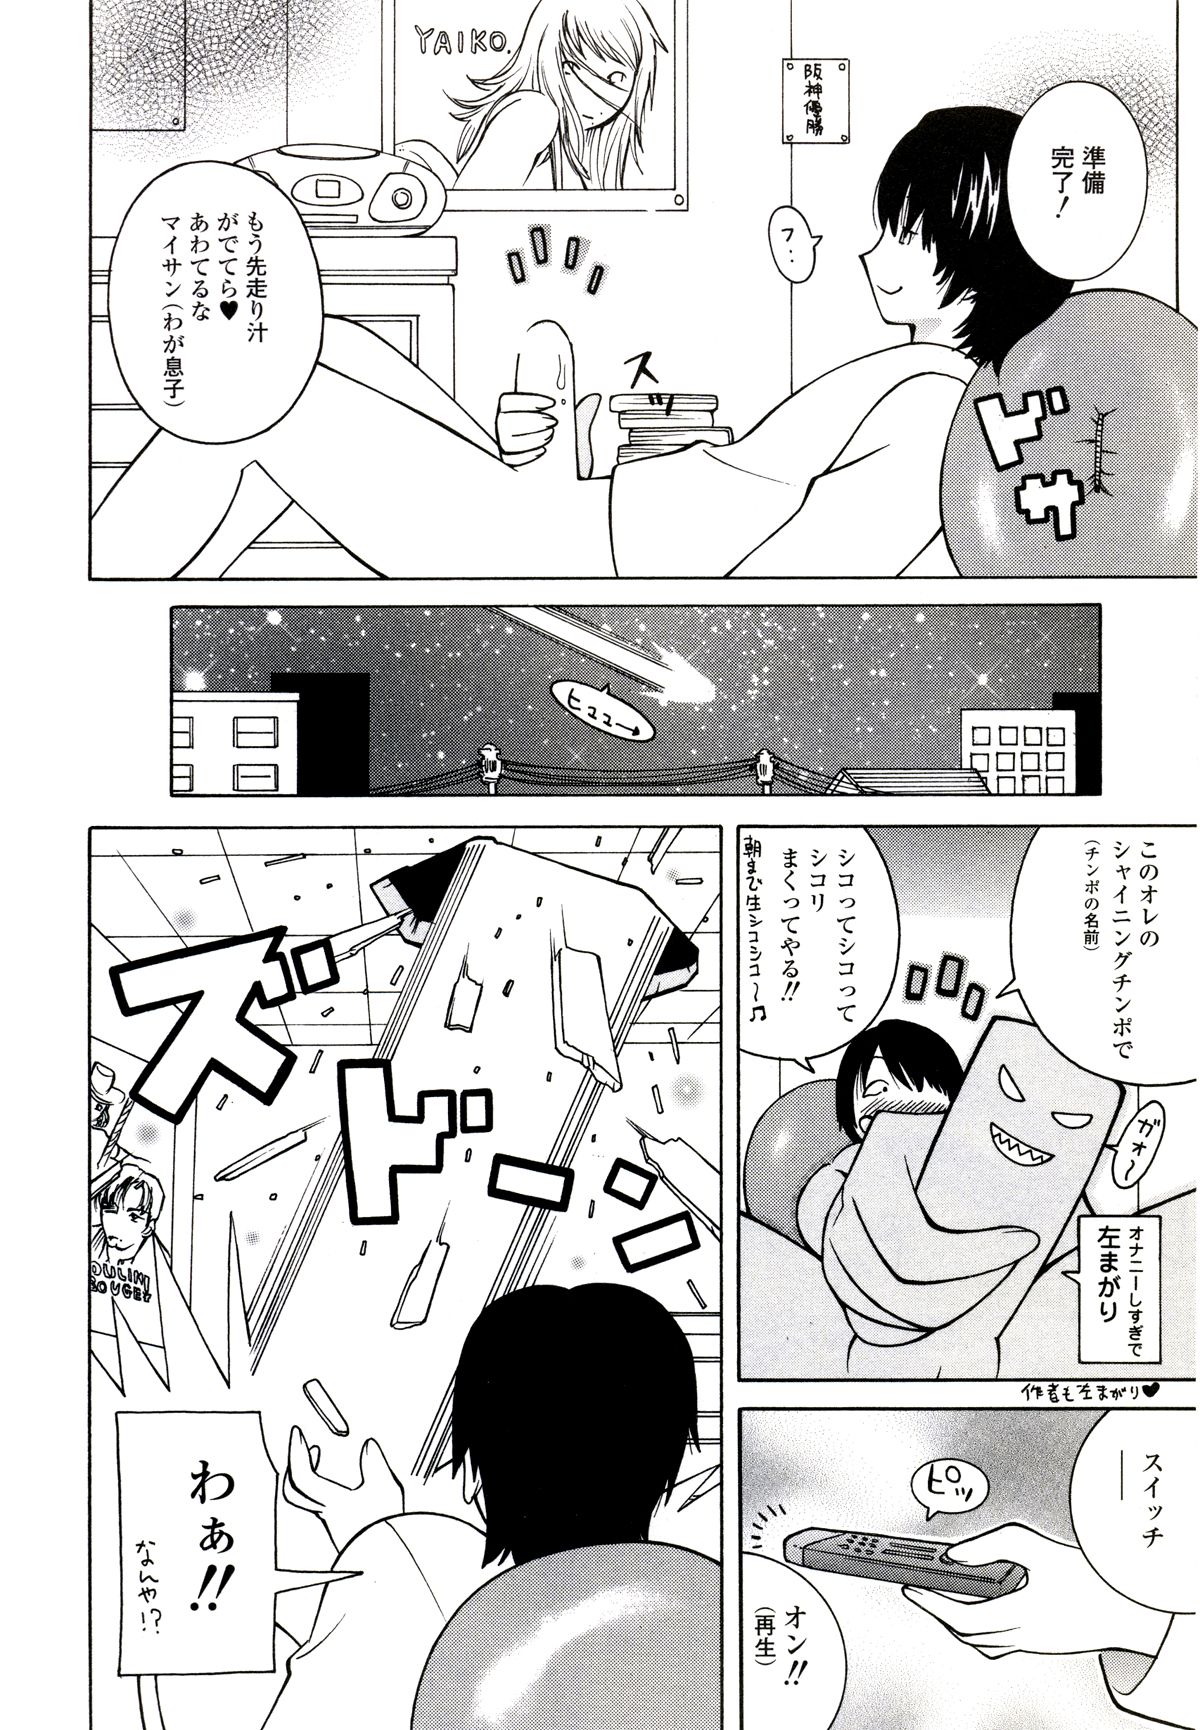 準備
完了！
阪神優勝
YAIKO.
フ…
ドサ
スッ
もう先走り汁
がでてら♥
あわてるな
マイサン（わが息子）
ヒュュー→
このオレの
シャイニングチンポで
（チンポの名前）
シコってシコって
シコリ
まくってやる!!
朝まで生シコシコ～♫
ガオ～
オナニーしすぎで
左まがり
作者も左まがり♥
スイッチ
――
ピッ
オン!!
（再生）
ズドーン
OULIN
ROUGE
わぁ!!
なんや!?